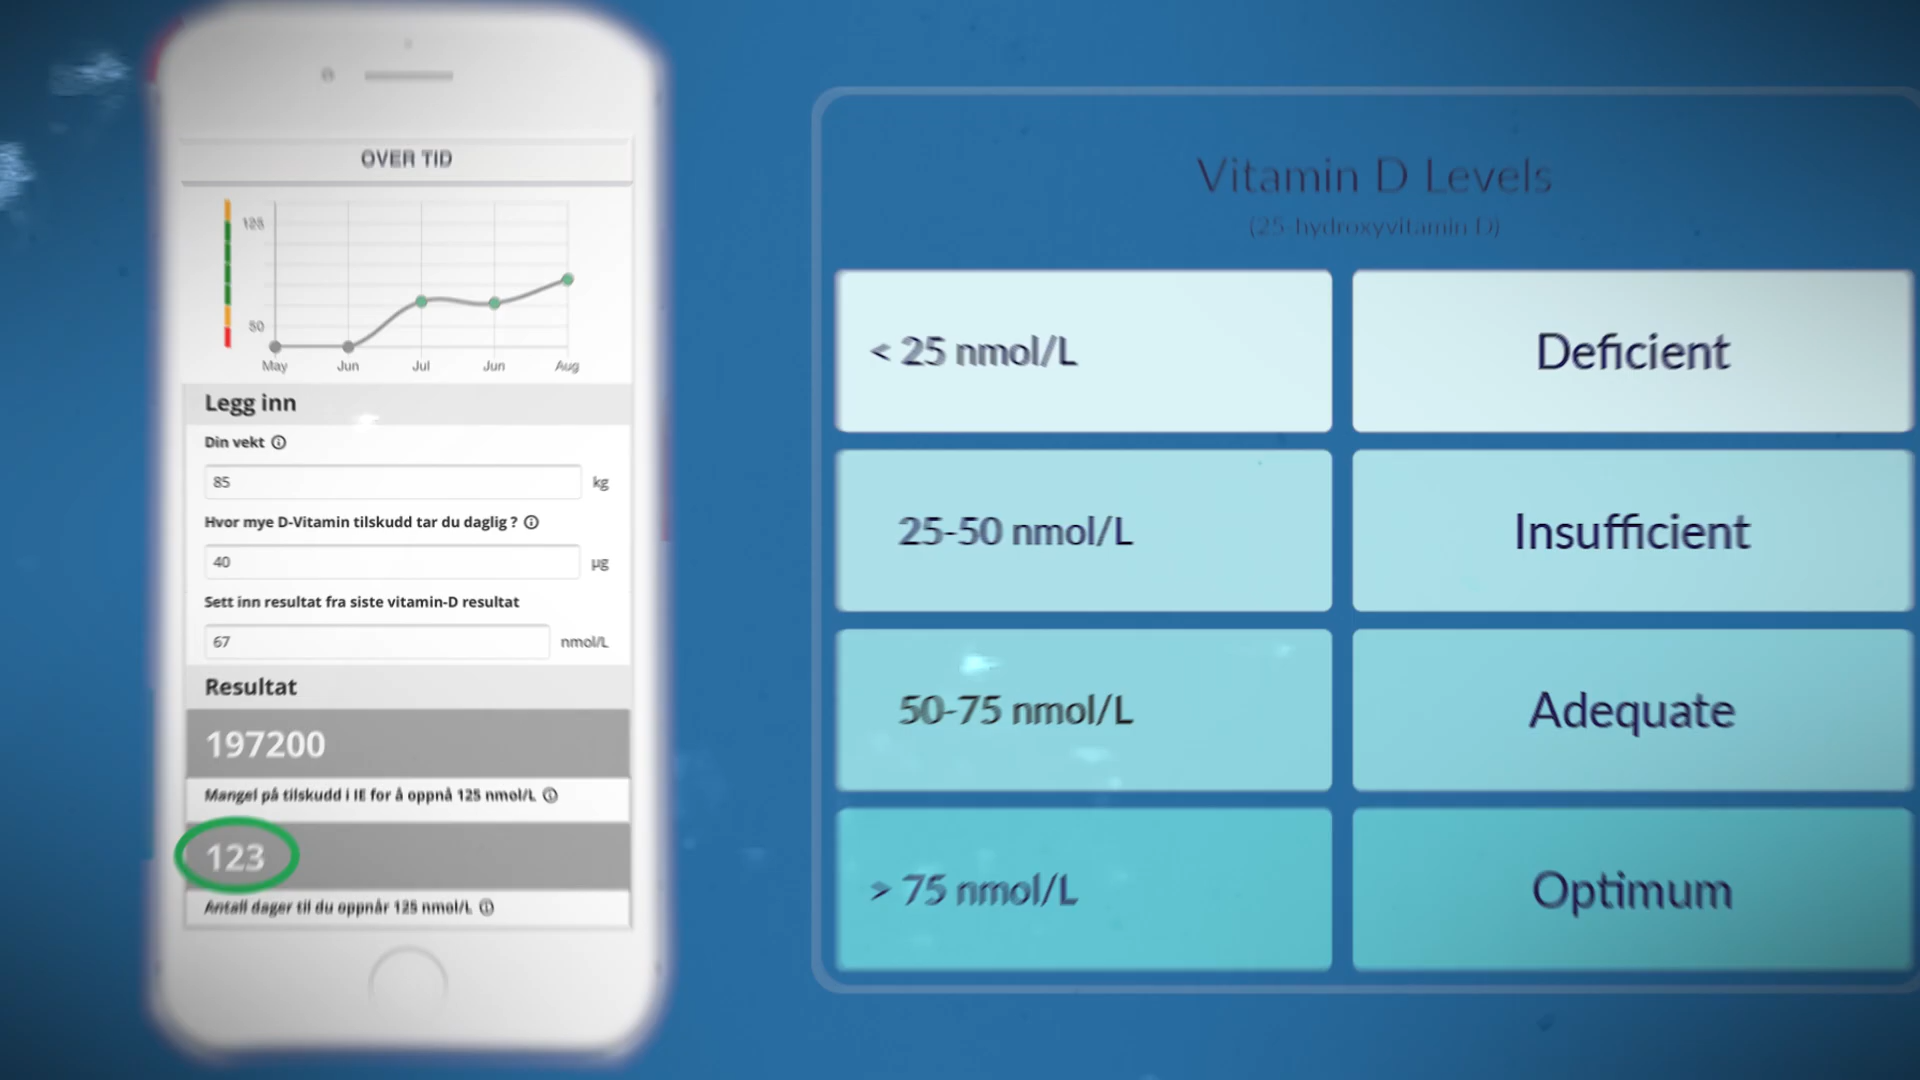 OVER TID
125
50
May Jun Jul Jun Aug
Legg inn
Din vekt
85 kg
Hvor mye D-Vitamin tilskudd tar du daglig ?
40 µg
Sett inn resultat fra siste vitamin-D resultat
67 nmol/L
Resultat
197200
Mangel på tilskudd i IE for å oppnå 125 nmol/L
123
Antall dager til du oppnår 125 nmol/L
Vitamin D Levels
(25-hydroxyvitamin D)
< 25 nmol/L Deficient
25-50 nmol/L Insufficient
50-75 nmol/L Adequate
> 75 nmol/L Optimum